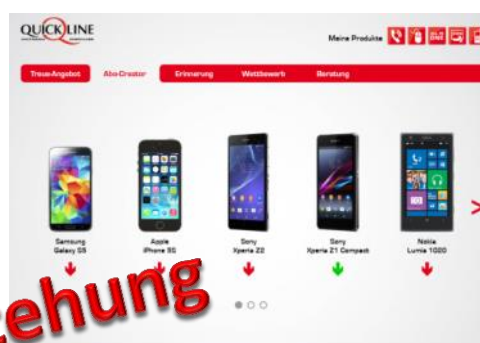 QUICKLINE
Meine Produkte
Treue-Angebot Abo-Creator Erinnerung Wettbewerb Beratung
Samsung Galaxy S5
Apple iPhone 5S
Sony Xperia Z2
Sony Xperia Z1 Compact
Nokia Lumia 1020
ehung